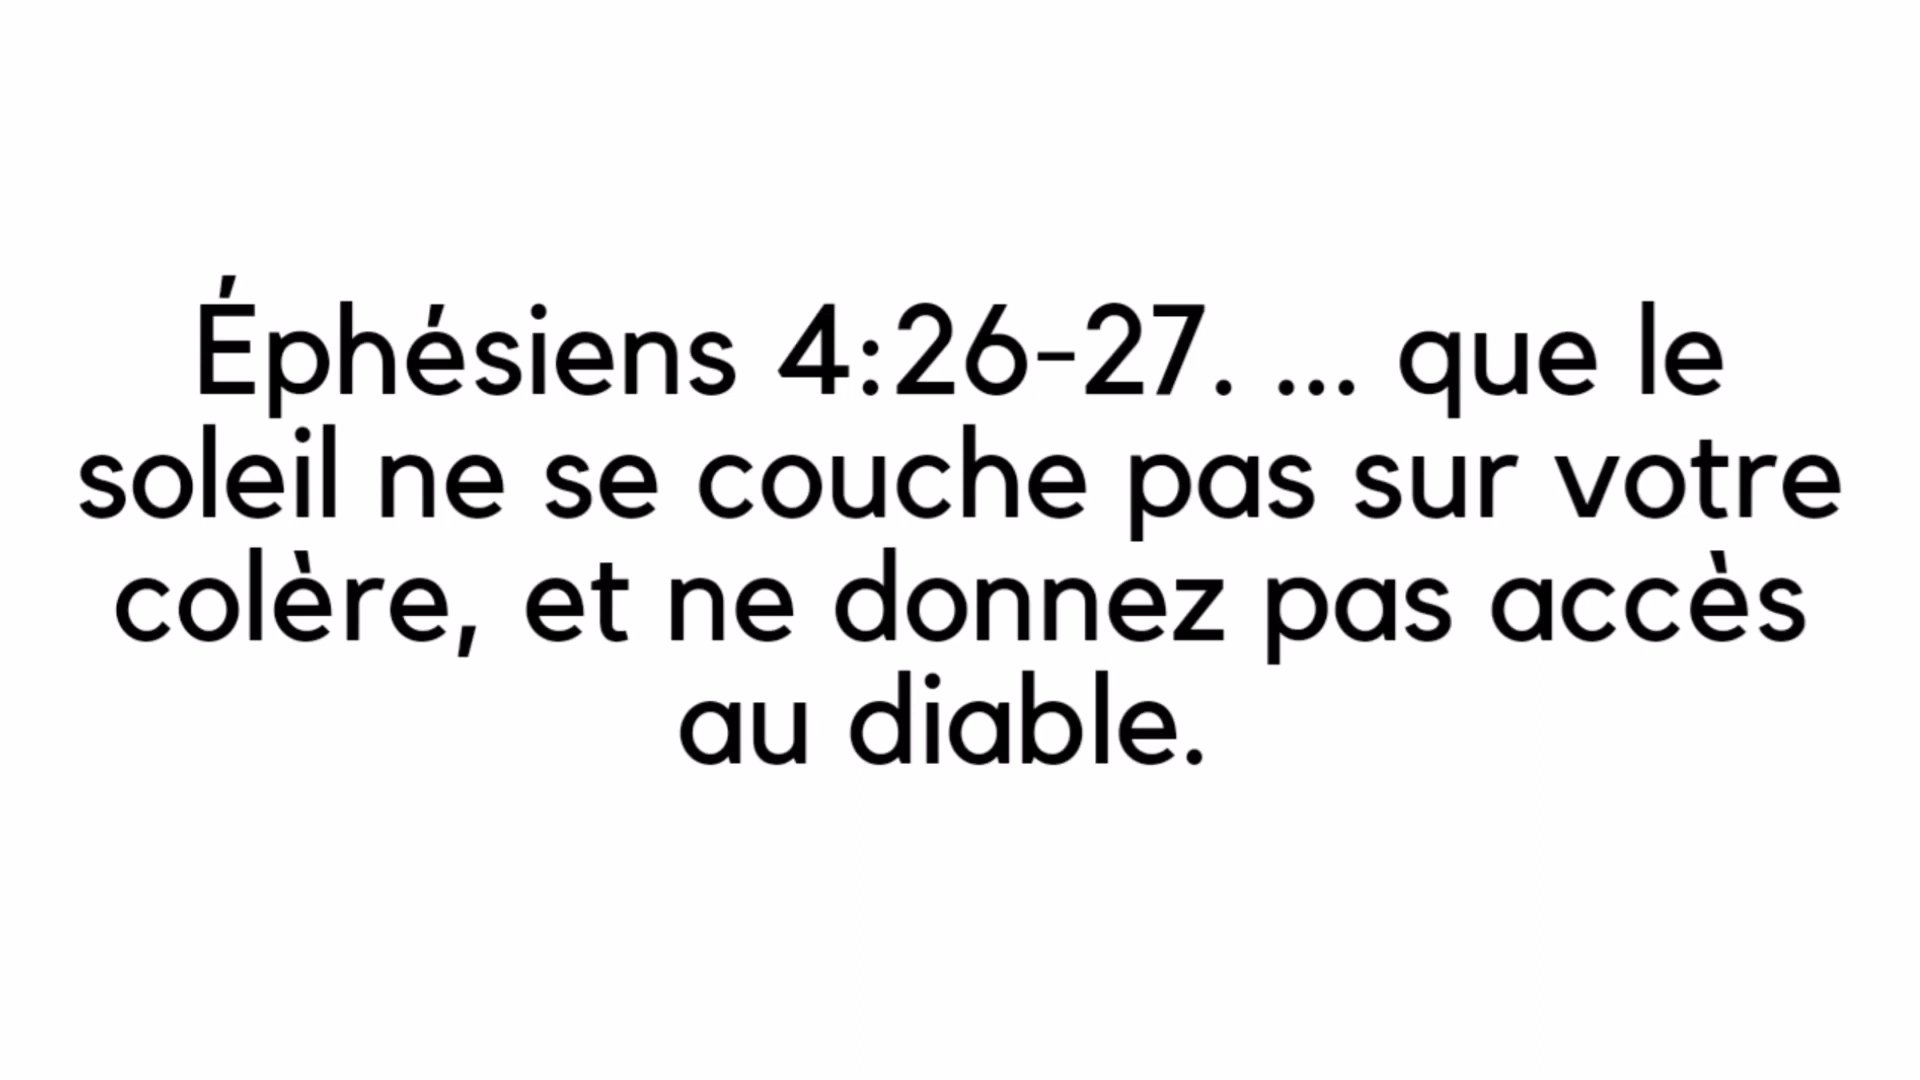 Éphésiens 4:26-27. ... que le
soleil ne se couche pas sur votre
colère, et ne donnez pas accès
au diable.